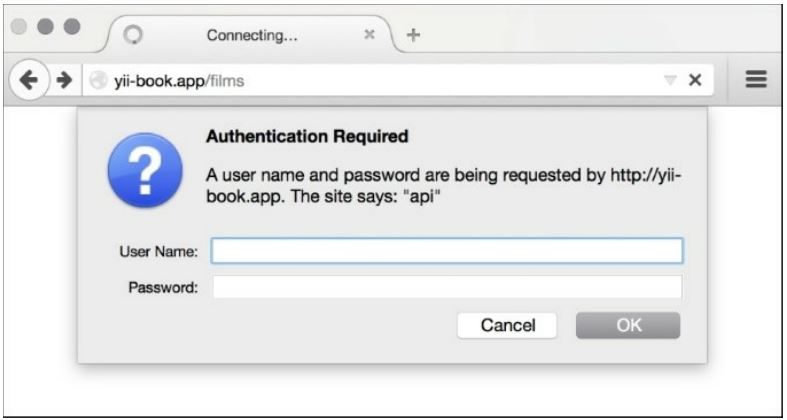 Connecting...
yii-book.app/films
Authentication Required
A user name and password are being requested by http://yii-
book.app. The site says: "api"
User Name:
Password:
Cancel OK